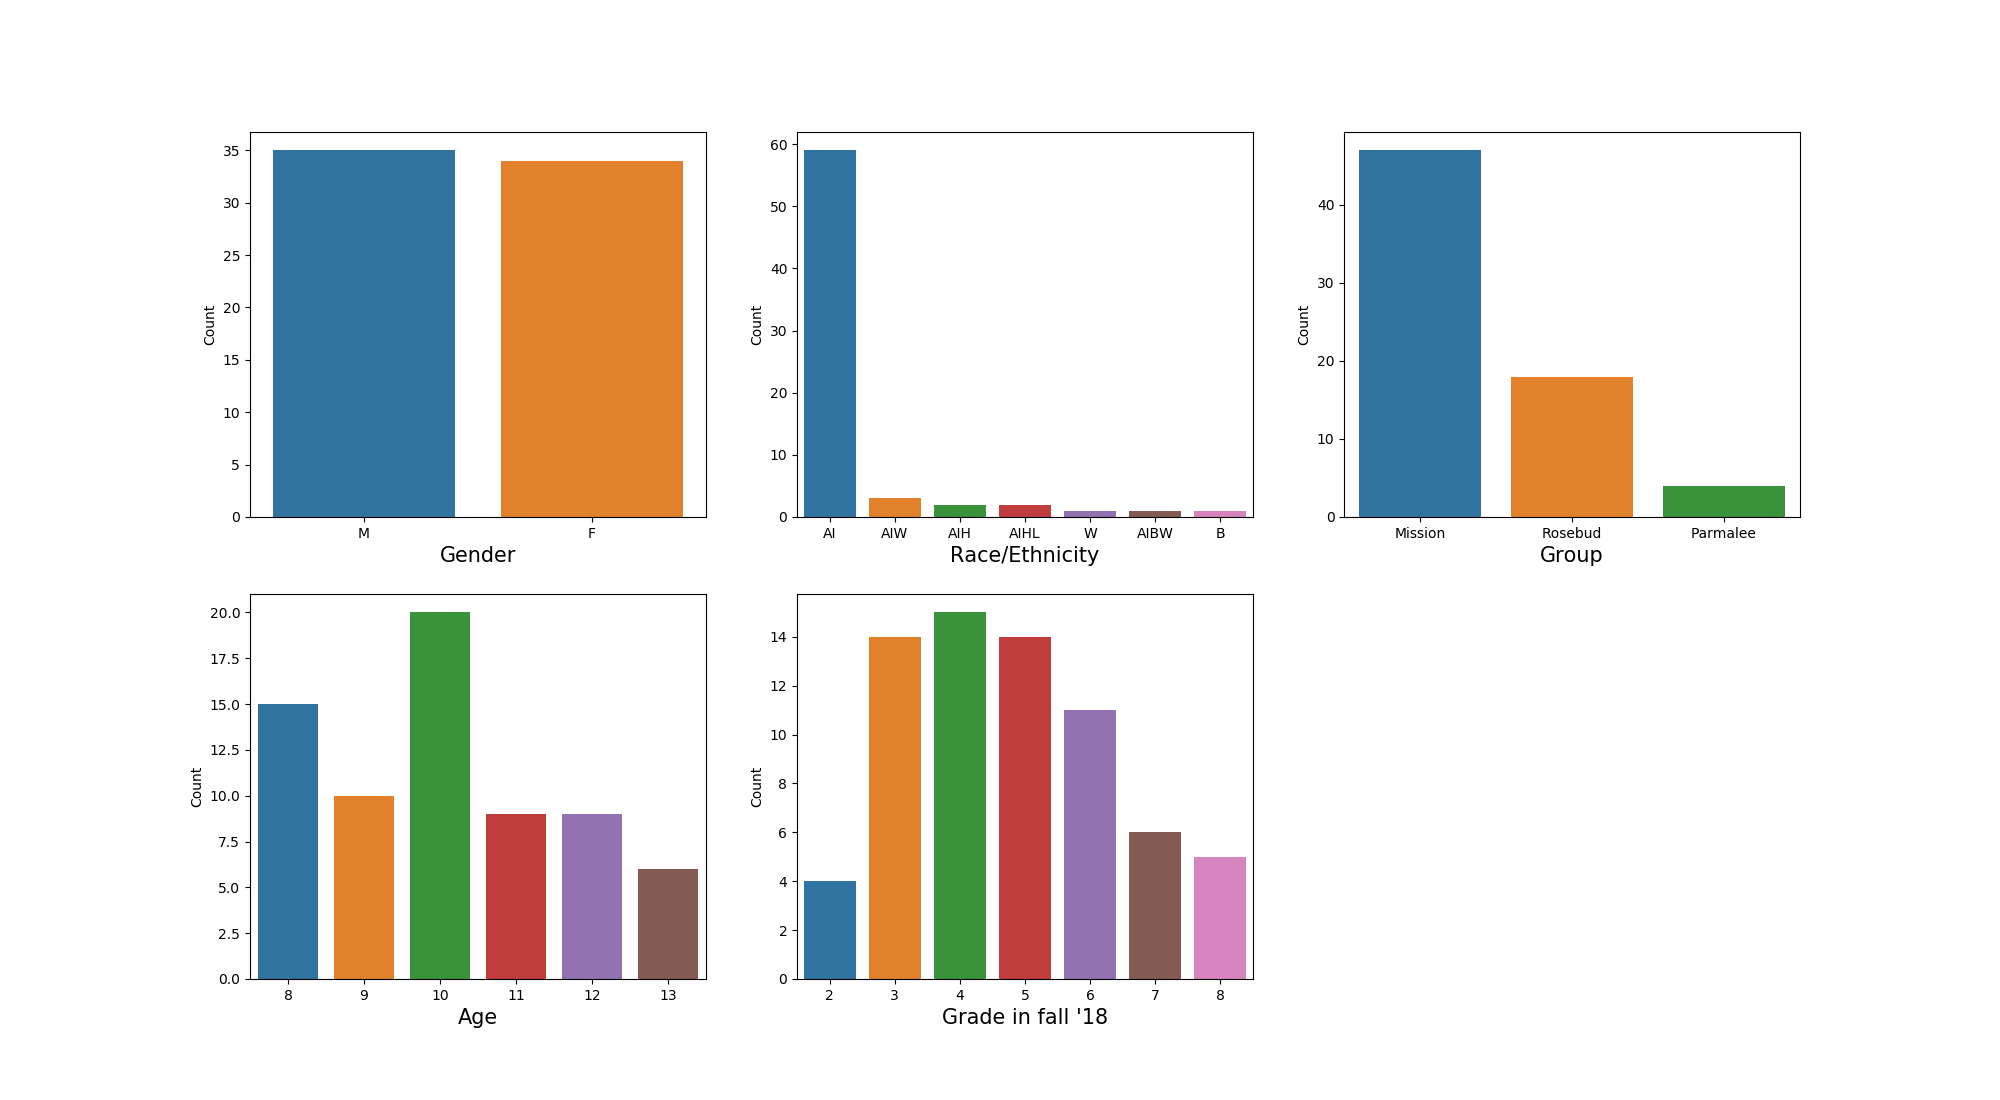 35
30
25
20
15
10
5
0
Count
M F
Gender
60
50
40
30
20
10
0
Count
AI AIW AIH AIHL W AIBW B
Race/Ethnicity
40
30
20
10
0
Count
Mission Rosebud Parmalee
Group
20.0
17.5
15.0
12.5
10.0
7.5
5.0
2.5
0.0
Count
8 9 10 11 12 13
Age
14
12
10
8
6
4
2
0
Count
2 3 4 5 6 7 8
Grade in fall '18